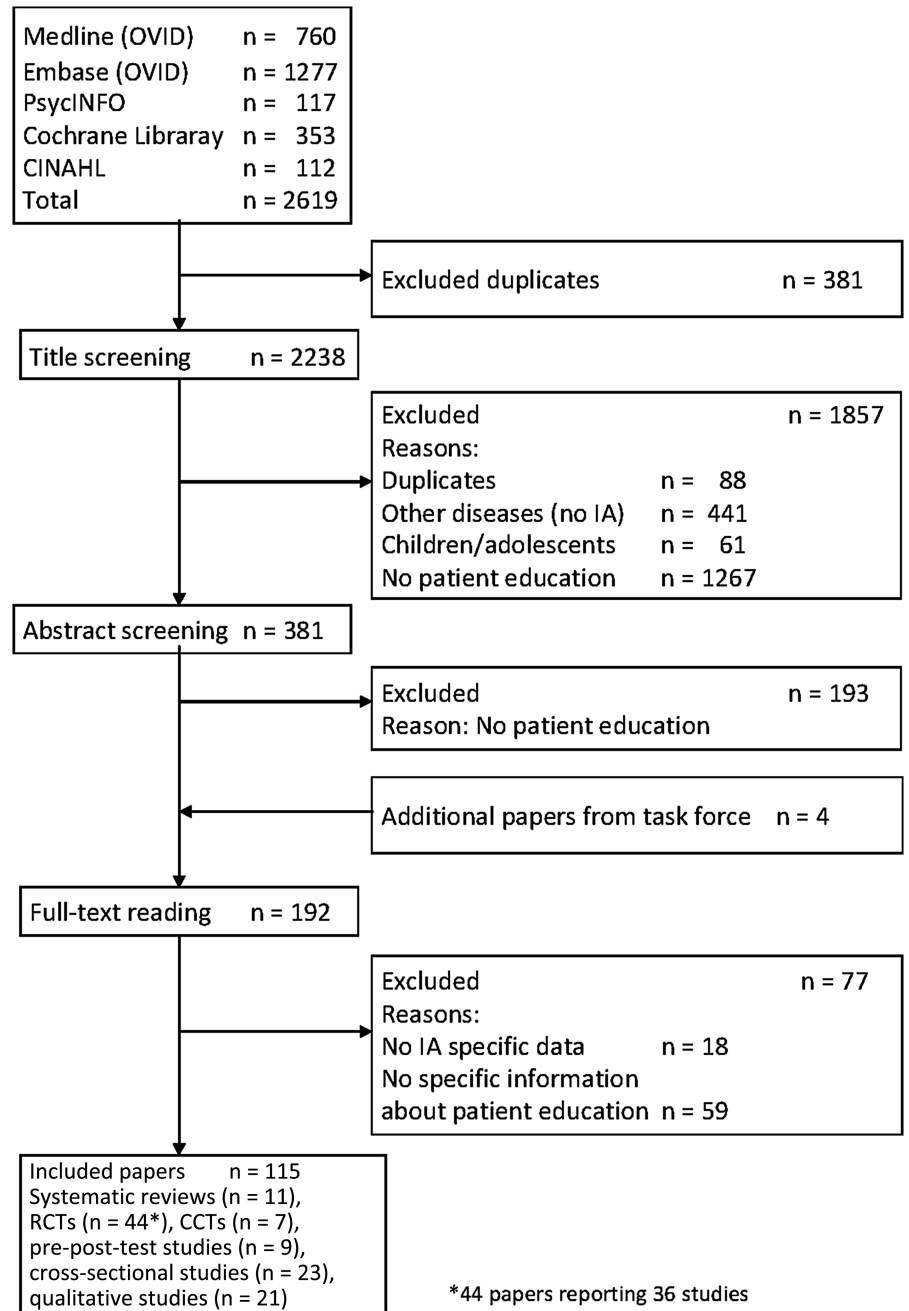 Medline (OVID) n = 760
Embase (OVID) n = 1277
PsycINFO n = 117
Cochrane Libraray n = 353
CINAHL n = 112
Total n = 2619
Excluded duplicates n = 381
Title screening n = 2238
Excluded n = 1857
Reasons:
Duplicates n = 88
Other diseases (no IA) n = 441
Children/adolescents n = 61
No patient education n = 1267
Abstract screening n = 381
Excluded n = 193
Reason: No patient education
Additional papers from task force n = 4
Full-text reading n = 192
Excluded n = 77
Reasons:
No IA specific data n = 18
No specific information
about patient education n = 59
Included papers n = 115
Systematic reviews (n = 11),
RCTs (n = 44*), CCTs (n = 7),
pre-post-test studies (n = 9),
cross-sectional studies (n = 23),
qualitative studies (n = 21)
*44 papers reporting 36 studies